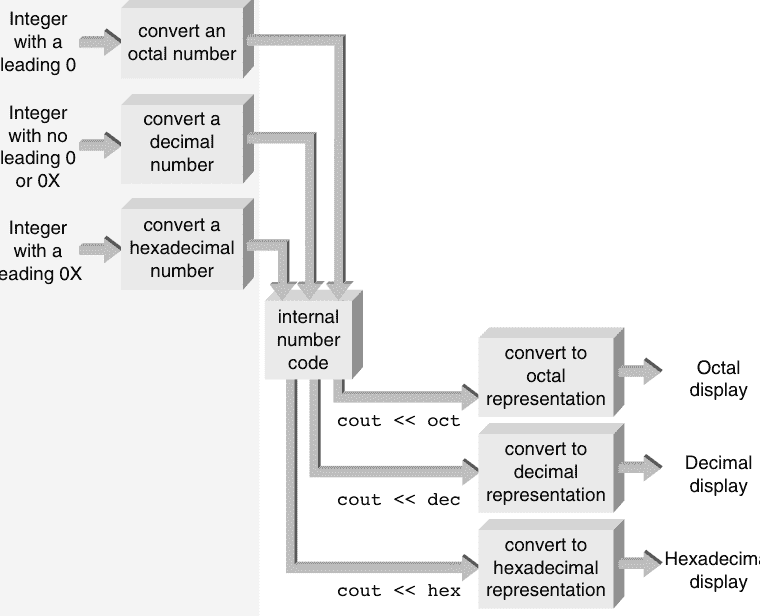 Integer
with a
leading 0
convert an
octal number
Integer
with no
leading 0
or 0X
convert a
decimal
number
Integer
with a
eading 0X
convert a
hexadecimal
number
internal
number
code
convert to
octal
representation
Octal
display
cout << oct
convert to
decimal
representation
Decimal
display
cout << dec
convert to
hexadecimal
representation
Hexadecima
display
cout << hex